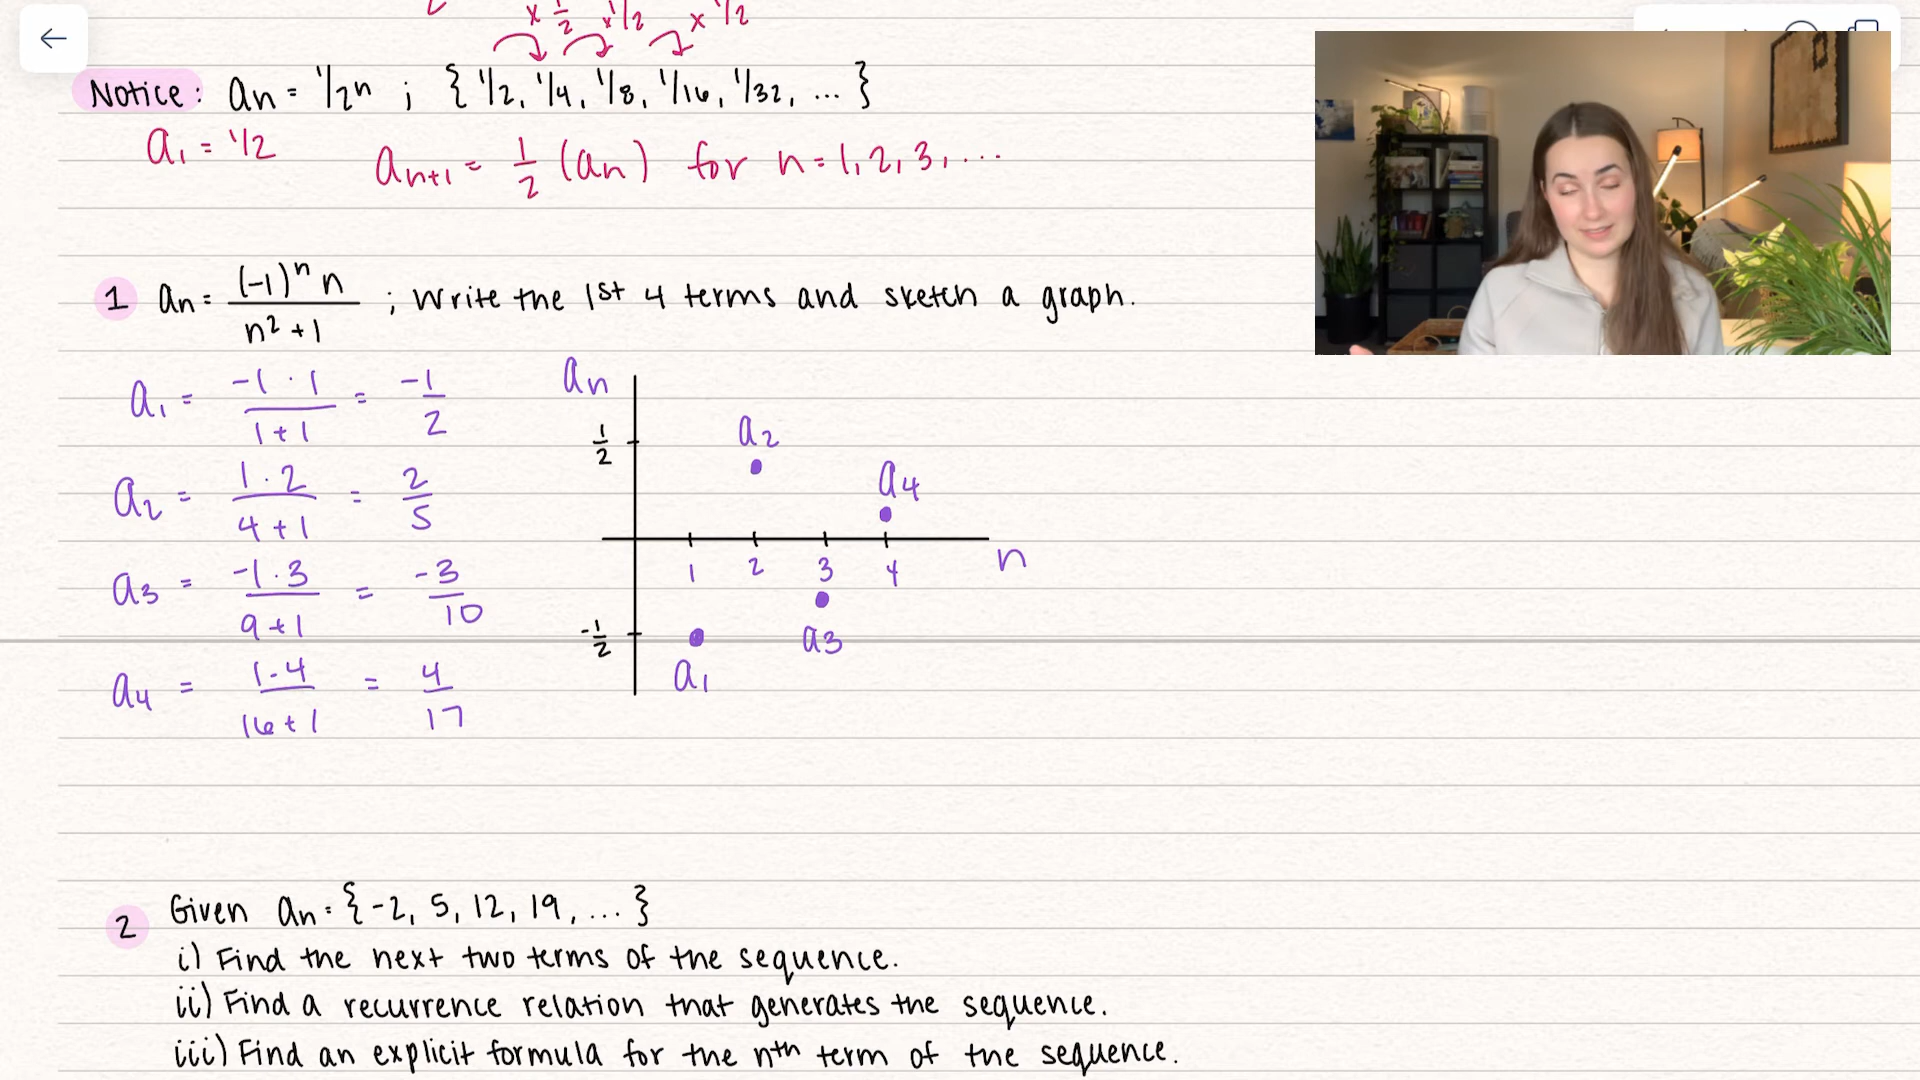 × 1/2 × 1/2 × 1/2
Notice: an = 1/2ⁿ ; { 1/2, 1/4, 1/8, 1/16, 1/32, ... }
a₁ = 1/2 aₙ₊₁ = 1/2 (an) for n = 1, 2, 3, ...
1 an = (-1)ⁿ n / n² + 1 ; Write the 1st 4 terms and sketch a graph.
a₁ = -1 · 1 / 1 + 1 = -1/2
a₂ = 1 · 2 / 4 + 1 = 2/5
a₃ = -1 · 3 / 9 + 1 = -3/10
a₄ = 1 · 4 / 16 + 1 = 4/17
an
1/2
a₂
a₄
1 2 3 4 n
-1/2
a₃
a₁
2 Given an = { -2, 5, 12, 19, ... }
i) Find the next two terms of the sequence.
ii) Find a recurrence relation that generates the sequence.
iii) Find an explicit formula for the nth term of the sequence.